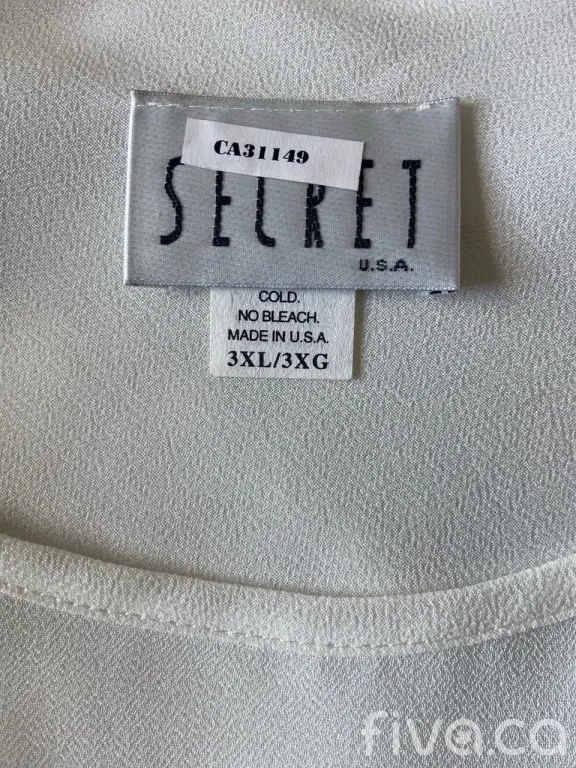 CA31149
SECRET
U.S.A.
COLD.
NO BLEACH.
MADE IN U.S.A.
3XL/3XG
fiva.ca